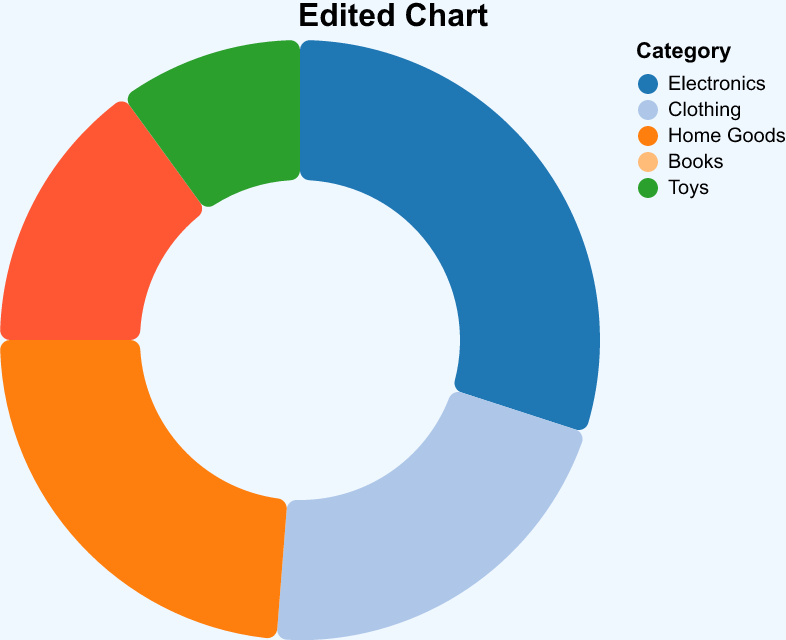 Edited Chart
Category
Electronics
Clothing
Home Goods
Books
Toys